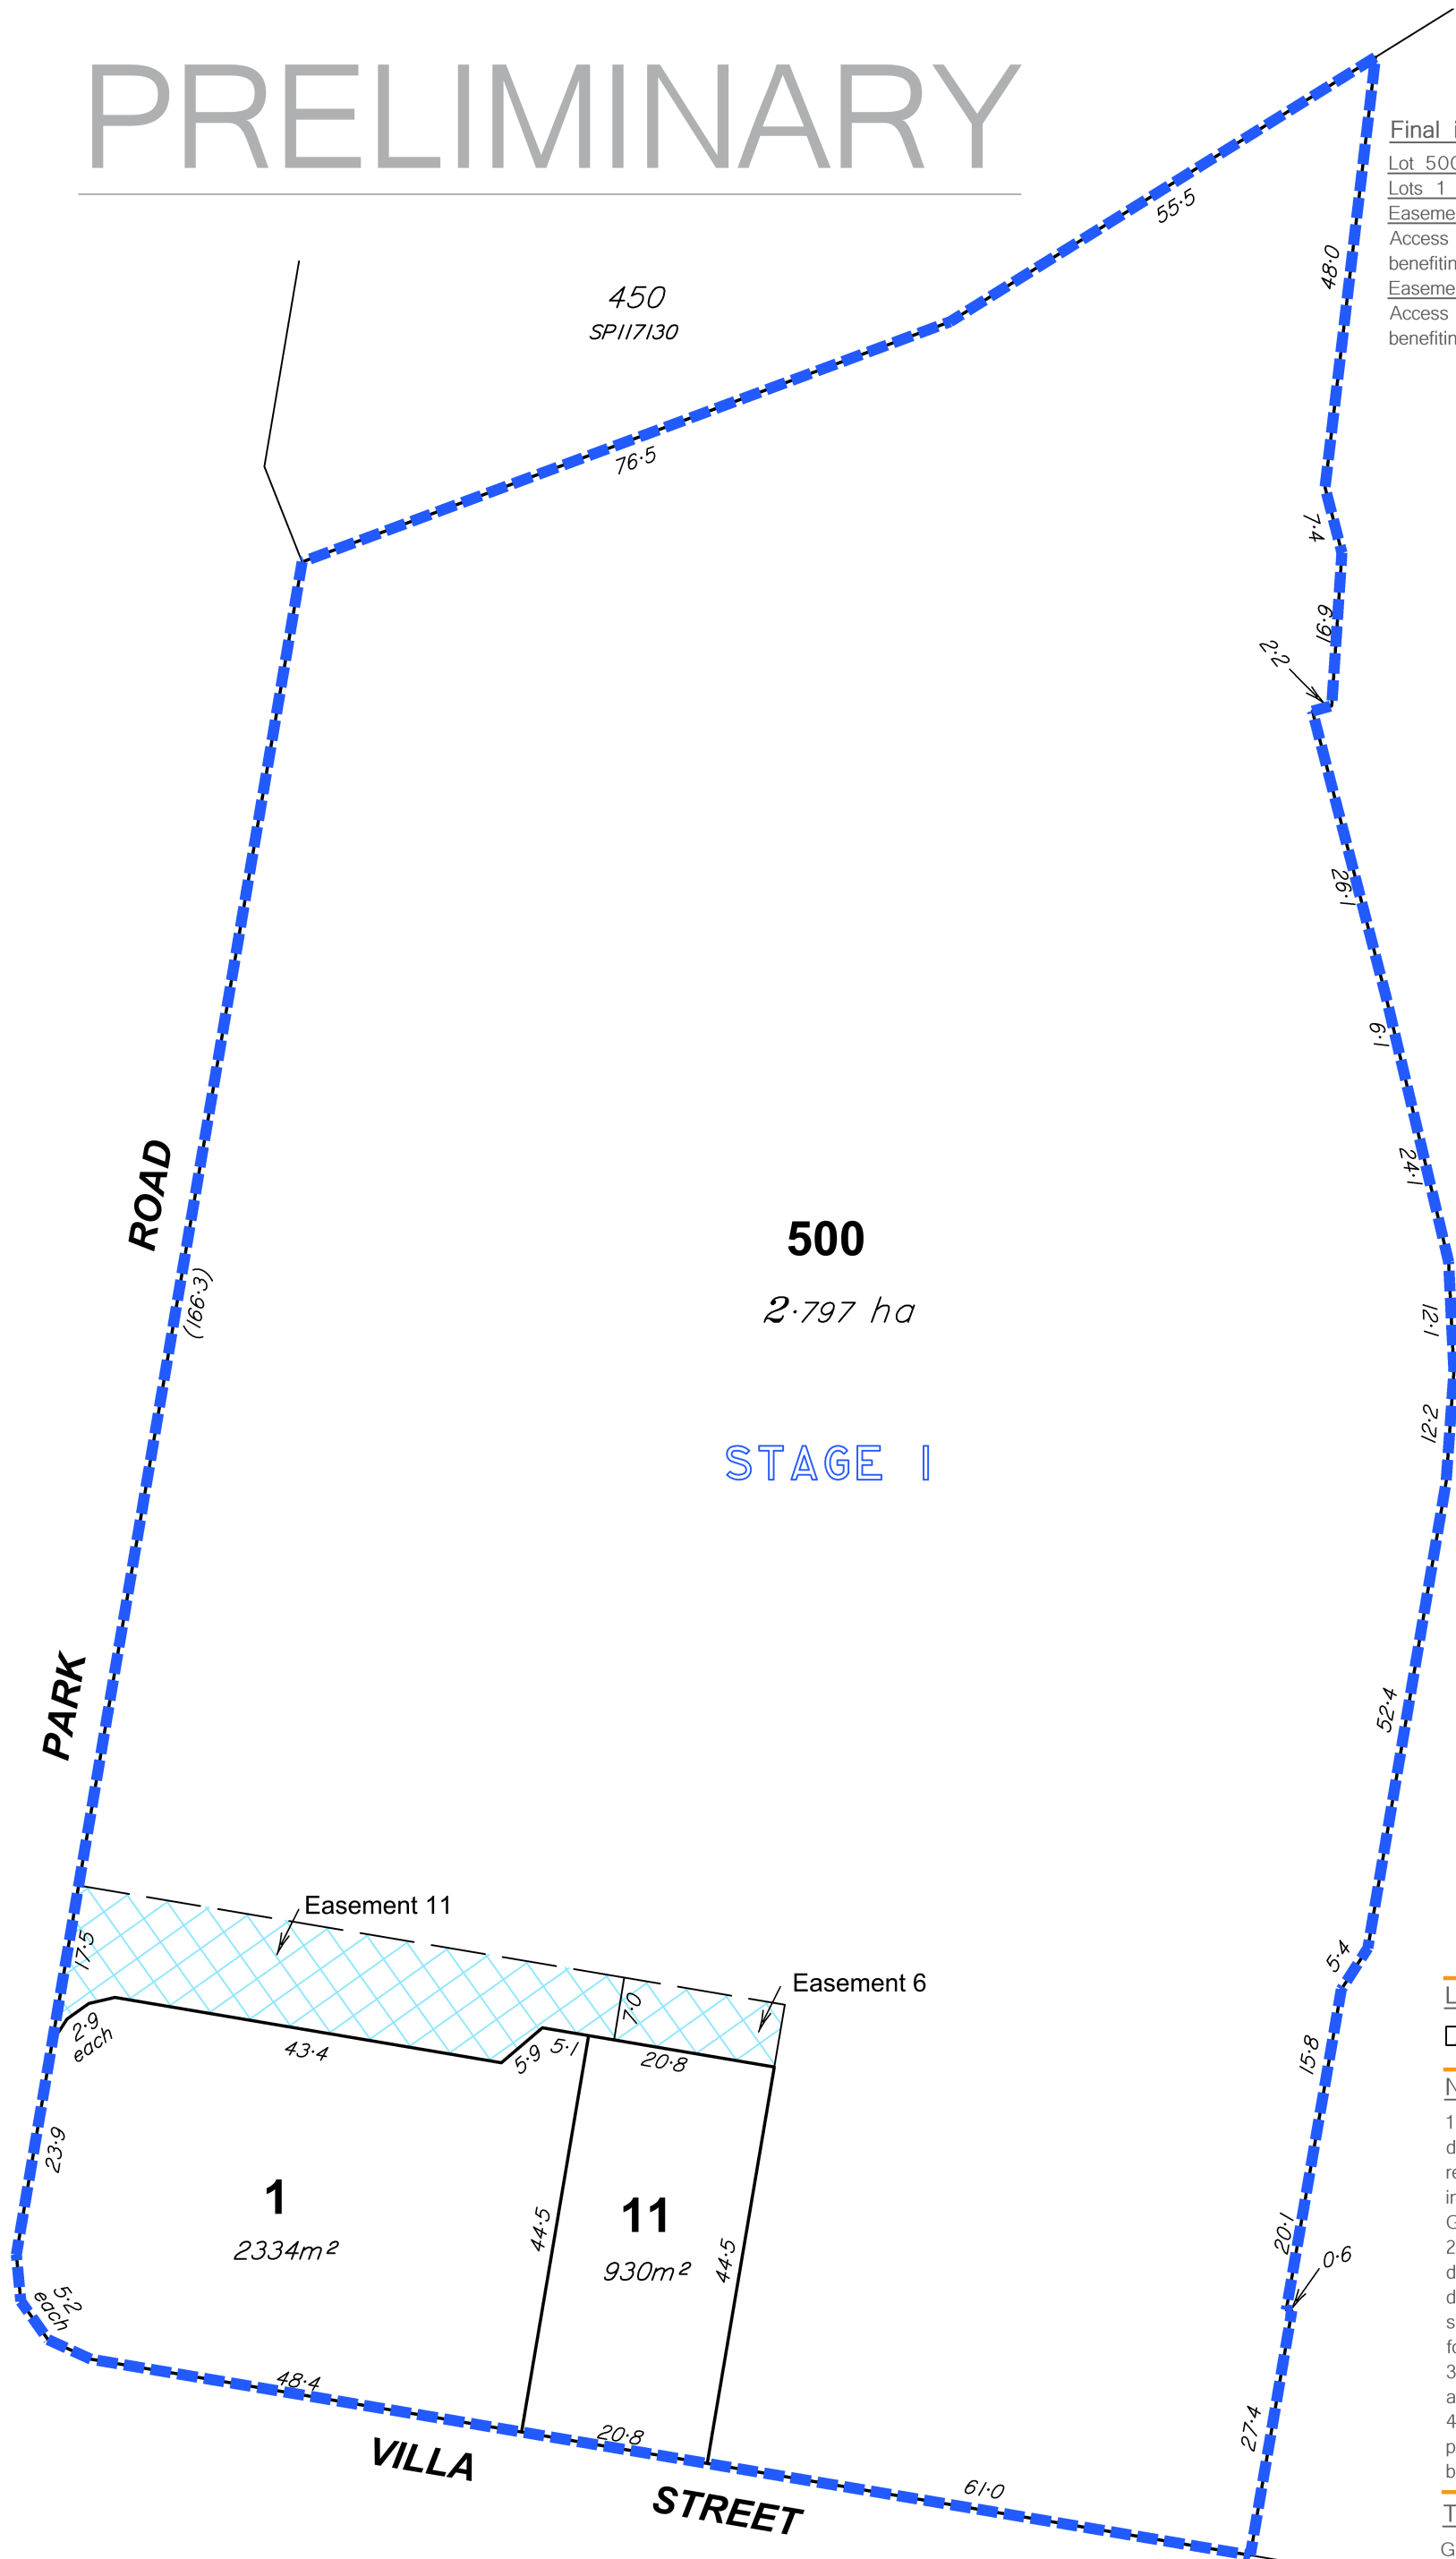 PRELIMINARY
Final
Lot 500
Lots 1
Access
benefiting
Access
benefiting
450
SP117130
55·5
48·0
76·5
7·4
16·9
2·2
26·1
6·1
24·1
ROAD
(166·3)
500
2·797 ha
12·1
12·2
STAGE 1
PARK
52·4
Easement 11
17·5
Easement 6
7·0
5·4
2·9
each
43·4
5·9
5·1
20·8
15·8
23·9
1
2334m²
44·5
11
930m²
44·5
20·1
0·6
5·2
each
48·4
20·8
27·4
VILLA
STREET
61·0